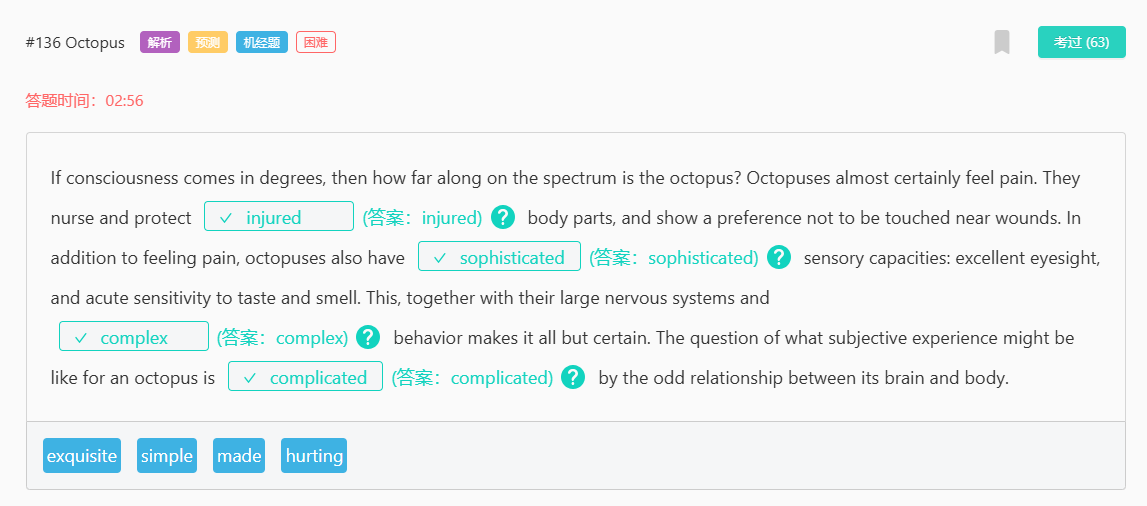 #136 Octopus 解析 预测 机经题 困难 考过 (63)
答题时间：02:56
If consciousness comes in degrees, then how far along on the spectrum is the octopus? Octopuses almost certainly feel pain. They
nurse and protect ✓ injured (答案：injured) ? body parts, and show a preference not to be touched near wounds. In
addition to feeling pain, octopuses also have ✓ sophisticated (答案：sophisticated) ? sensory capacities: excellent eyesight,
and acute sensitivity to taste and smell. This, together with their large nervous systems and
✓ complex (答案：complex) ? behavior makes it all but certain. The question of what subjective experience might be
like for an octopus is ✓ complicated (答案：complicated) ? by the odd relationship between its brain and body.
exquisite simple made hurting